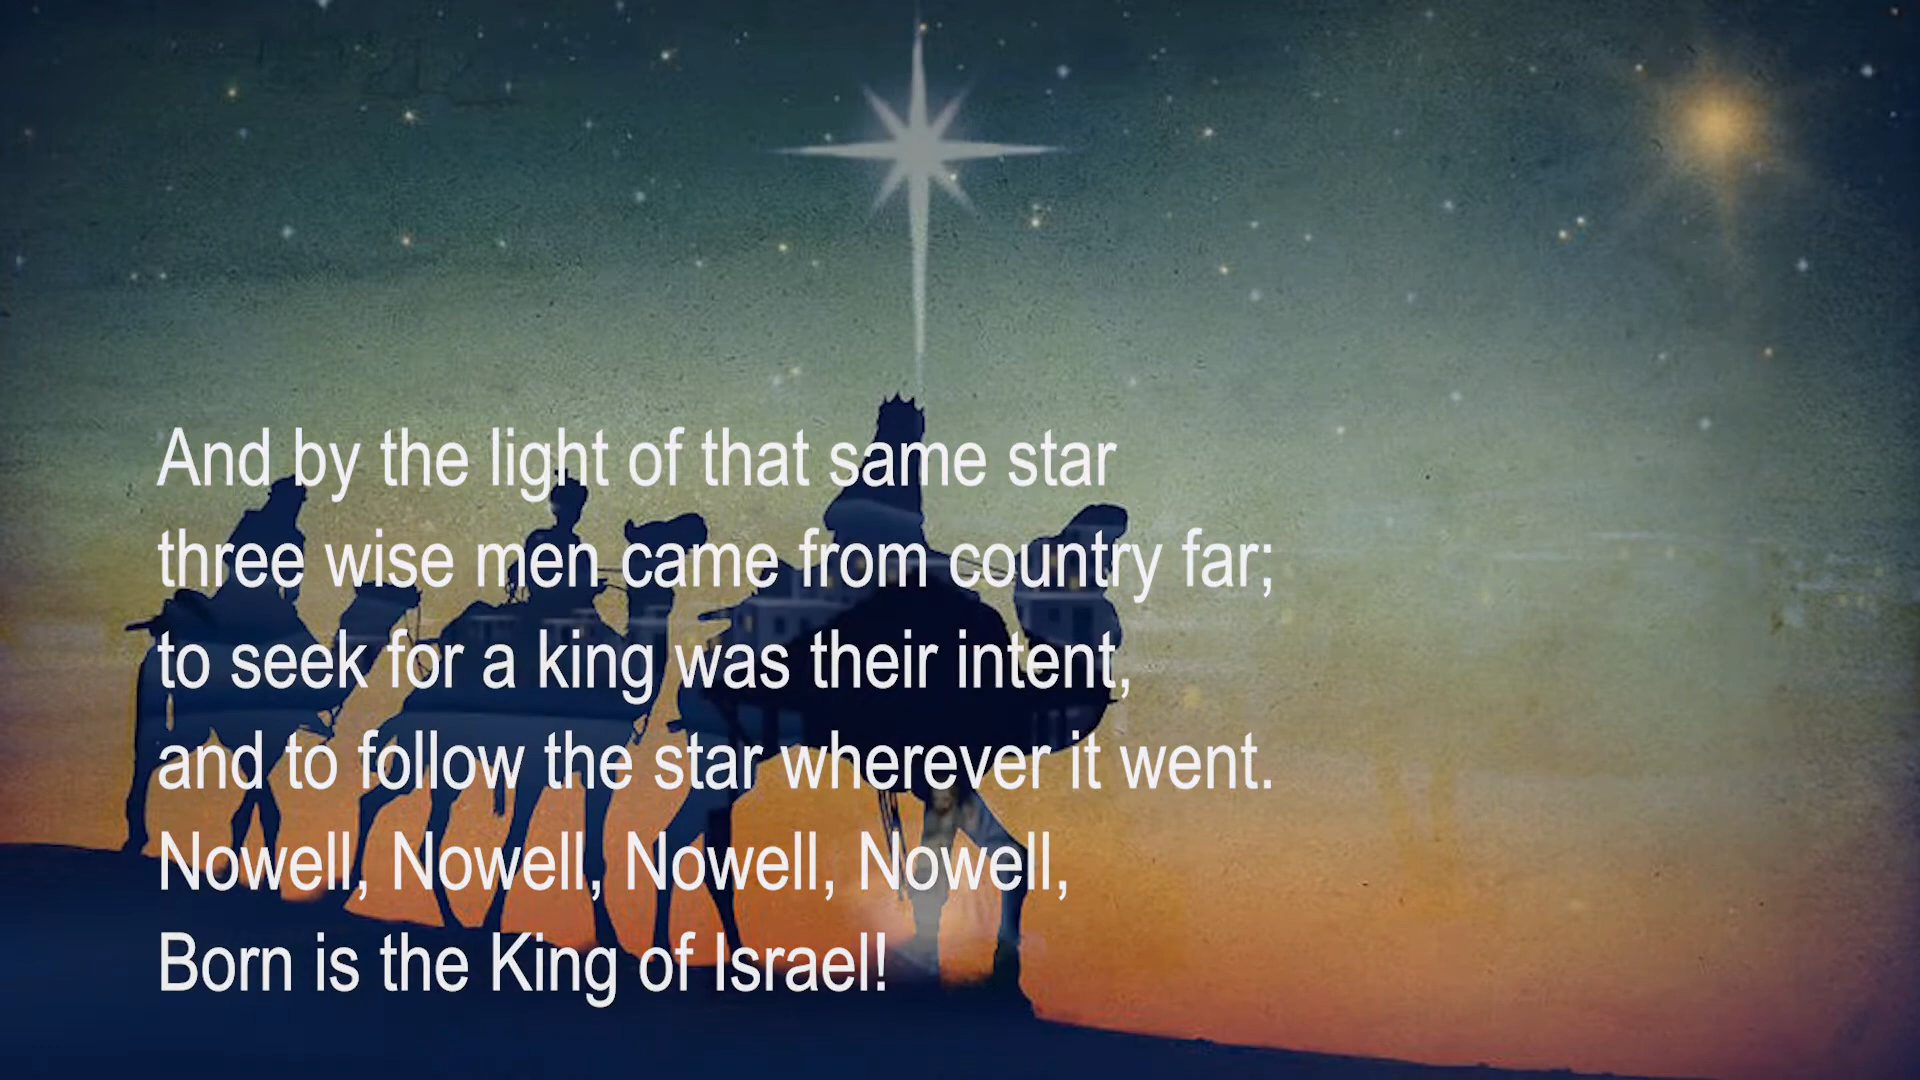 And by the light of that same star
three wise men came from country far;
to seek for a king was their intent,
and to follow the star wherever it went.
Nowell, Nowell, Nowell, Nowell,
Born is the King of Israel!